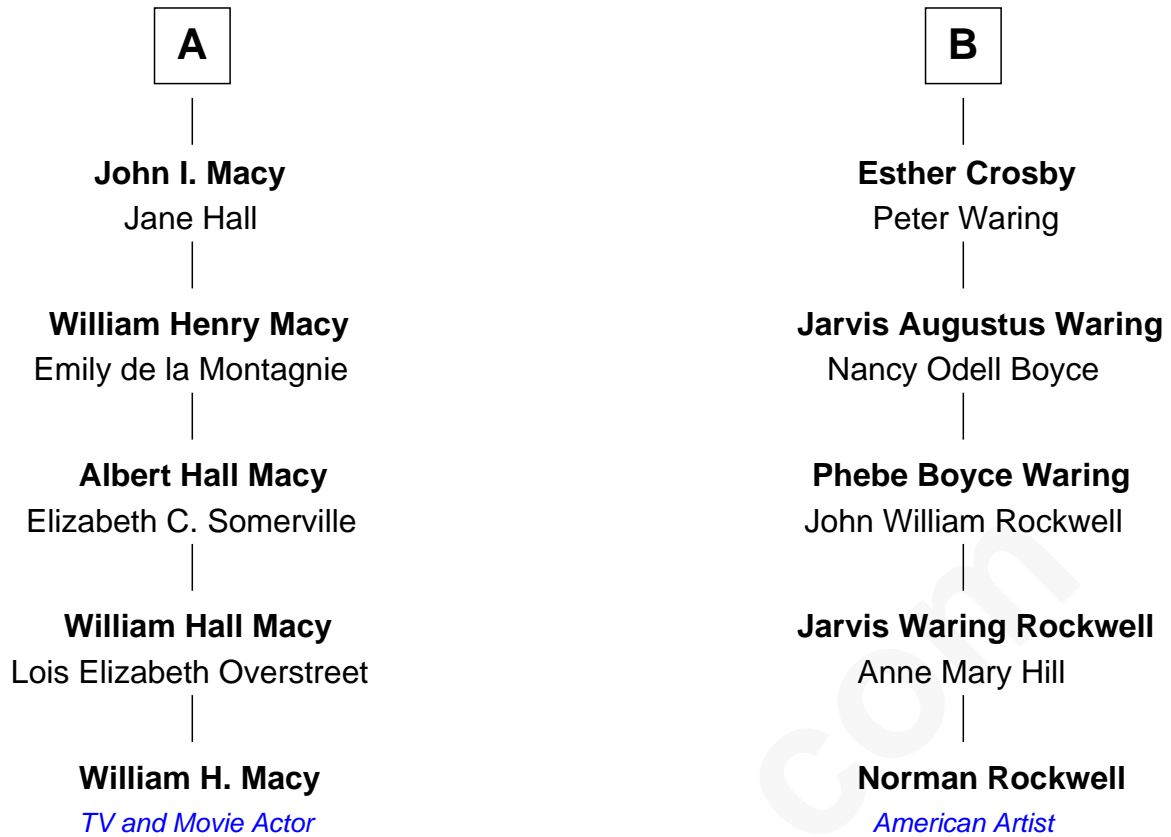 A
John I. Macy
Jane Hall
William Henry Macy
Emily de la Montagnie
Albert Hall Macy
Elizabeth C. Somerville
William Hall Macy
Lois Elizabeth Overstreet
William H. Macy
TV and Movie Actor
B
Esther Crosby
Peter Waring
Jarvis Augustus Waring
Nancy Odell Boyce
Phebe Boyce Waring
John William Rockwell
Jarvis Waring Rockwell
Anne Mary Hill
Norman Rockwell
American Artist
com